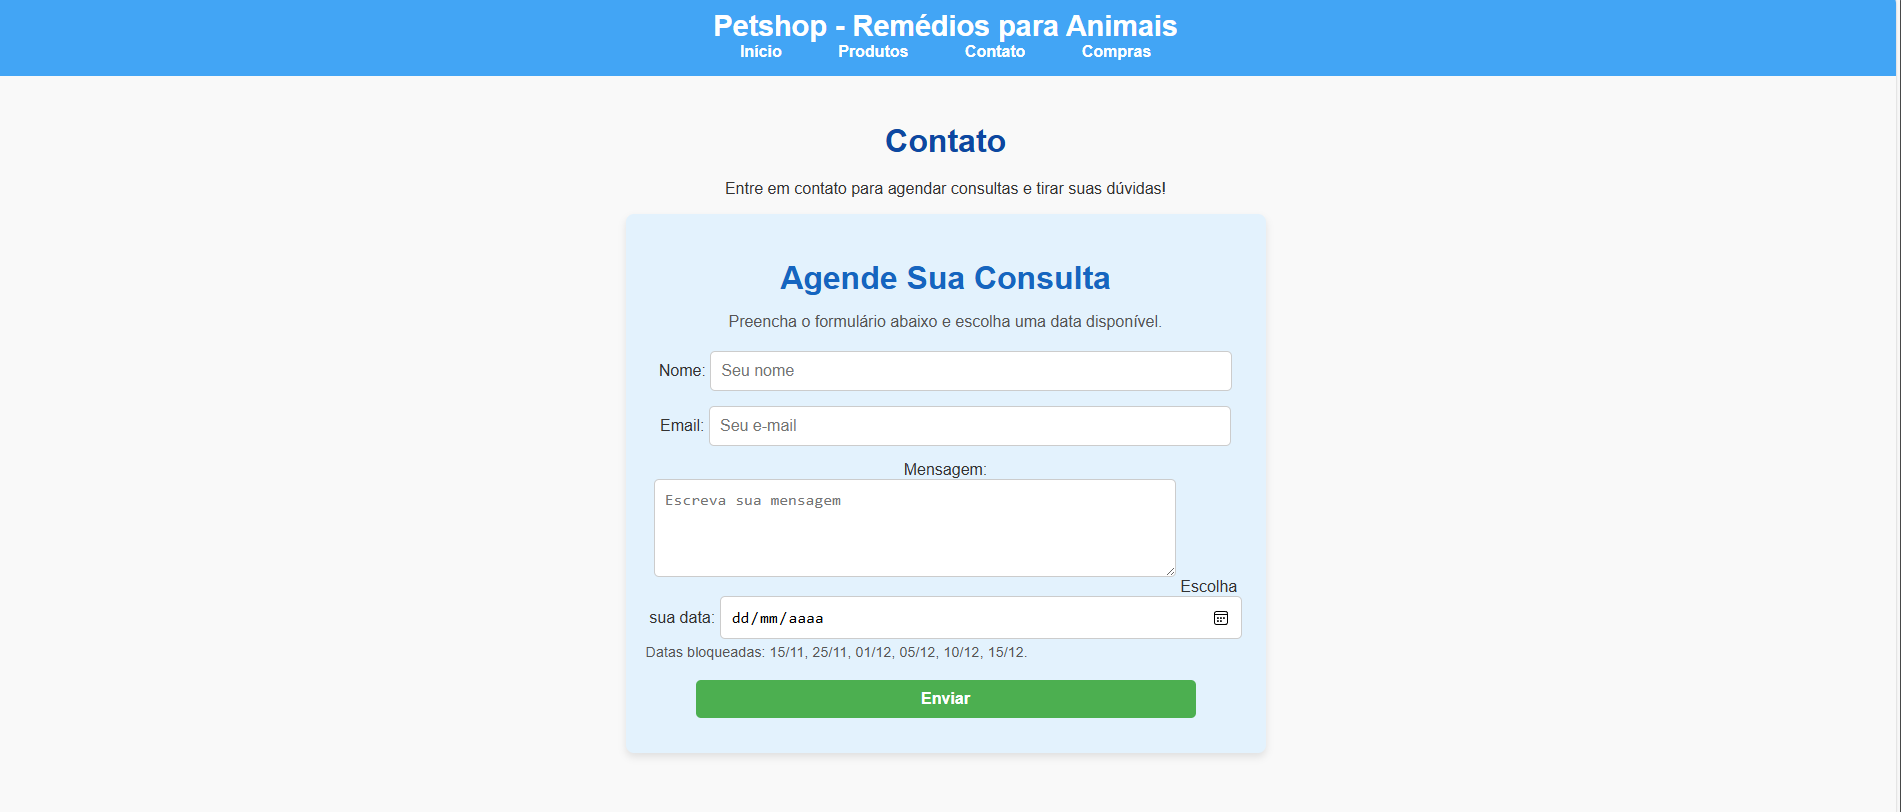 Petshop - Remédios para Animais
Início Produtos Contato Compras
Contato
Entre em contato para agendar consultas e tirar suas dúvidas!
Agende Sua Consulta
Preencha o formulário abaixo e escolha uma data disponível.
Nome: Seu nome
Email: Seu e-mail
Mensagem:
Escreva sua mensagem
Escolha
sua data: dd/mm/aaaa
Datas bloqueadas: 15/11, 25/11, 01/12, 05/12, 10/12, 15/12.
Enviar